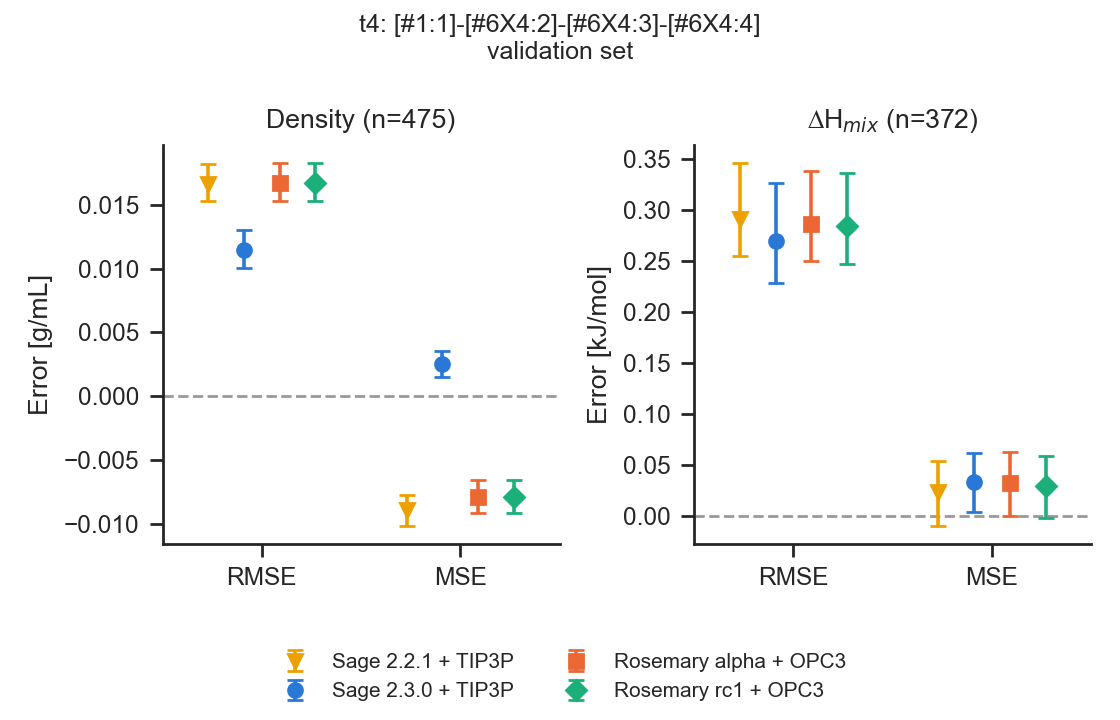 t4: [#1:1]-[#6X4:2]-[#6X4:3]-[#6X4:4]
validation set
Density (n=475)
Error [g/mL]
0.015
0.010
0.005
0.000
−0.005
−0.010
RMSE
MSE
ΔH_mix (n=372)
Error [kJ/mol]
0.35
0.30
0.25
0.20
0.15
0.10
0.05
0.00
RMSE
MSE
Sage 2.2.1 + TIP3P
Sage 2.3.0 + TIP3P
Rosemary alpha + OPC3
Rosemary rc1 + OPC3